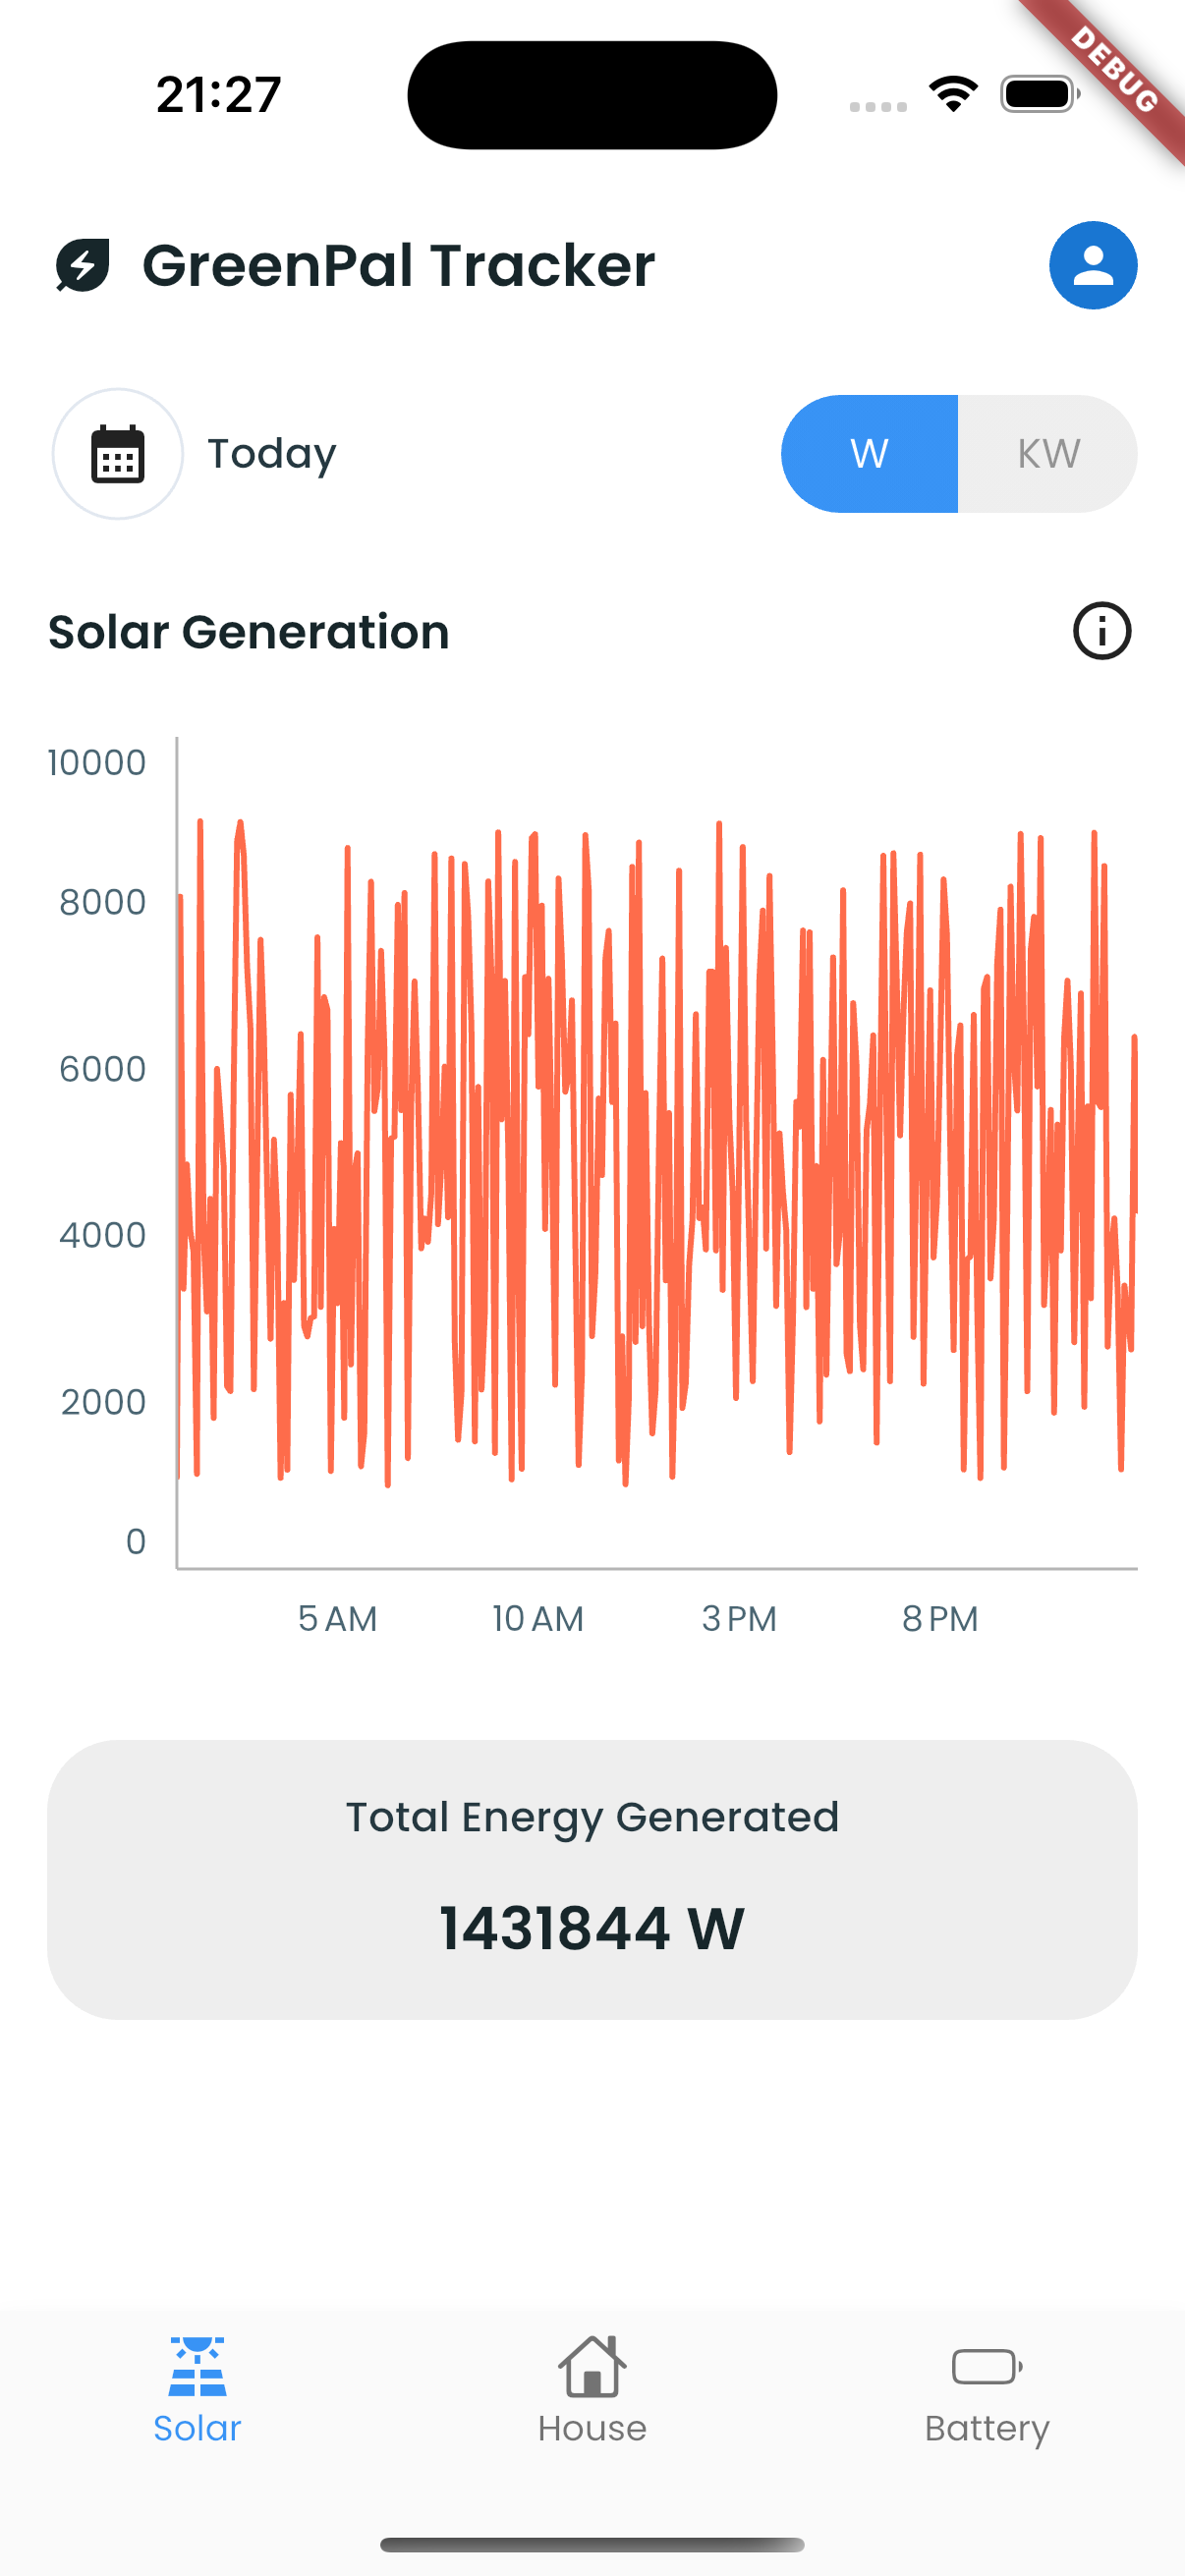 21:27
DEBUG
GreenPal Tracker
Today
W
KW
Solar Generation
10000
8000
6000
4000
2000
0
5 AM
10 AM
3 PM
8 PM
Total Energy Generated
1431844 W
Solar
House
Battery